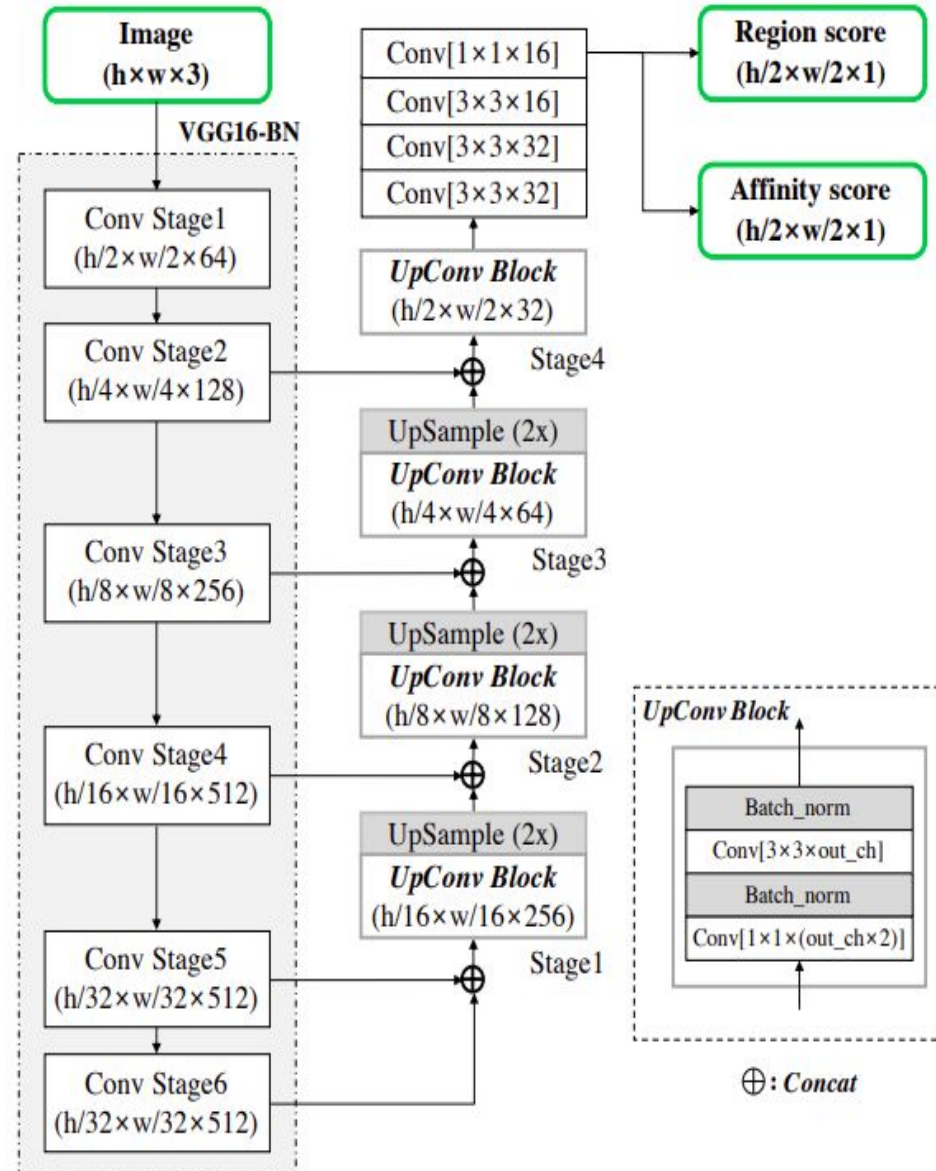 Image
(h×w×3)
VGG16-BN
Conv Stage1
(h/2×w/2×64)
Conv Stage2
(h/4×w/4×128)
Conv Stage3
(h/8×w/8×256)
Conv Stage4
(h/16×w/16×512)
Conv Stage5
(h/32×w/32×512)
Conv Stage6
(h/32×w/32×512)
Conv[1×1×16]
Conv[3×3×16]
Conv[3×3×32]
Conv[3×3×32]
UpConv Block
(h/2×w/2×32)
Stage4
UpSample (2x)
UpConv Block
(h/4×w/4×64)
Stage3
UpSample (2x)
UpConv Block
(h/8×w/8×128)
Stage2
UpSample (2x)
UpConv Block
(h/16×w/16×256)
Stage1
Region score
(h/2×w/2×1)
Affinity score
(h/2×w/2×1)
UpConv Block
Batch_norm
Conv[3×3×out_ch]
Batch_norm
Conv[1×1×(out_ch×2)]
⊕: Concat